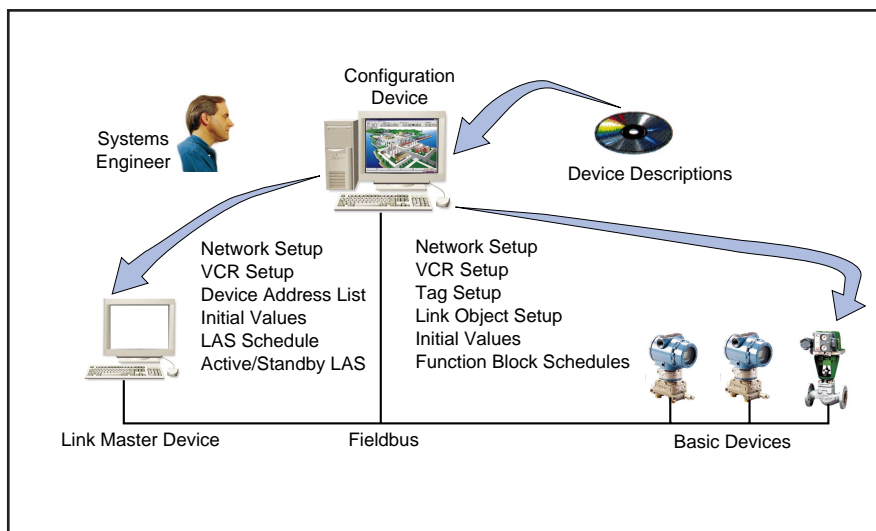 Configuration
Device
Systems
Engineer
Device Descriptions
Network Setup
VCR Setup
Device Address List
Initial Values
LAS Schedule
Active/Standby LAS
Network Setup
VCR Setup
Tag Setup
Link Object Setup
Initial Values
Function Block Schedules
Link Master Device
Fieldbus
Basic Devices